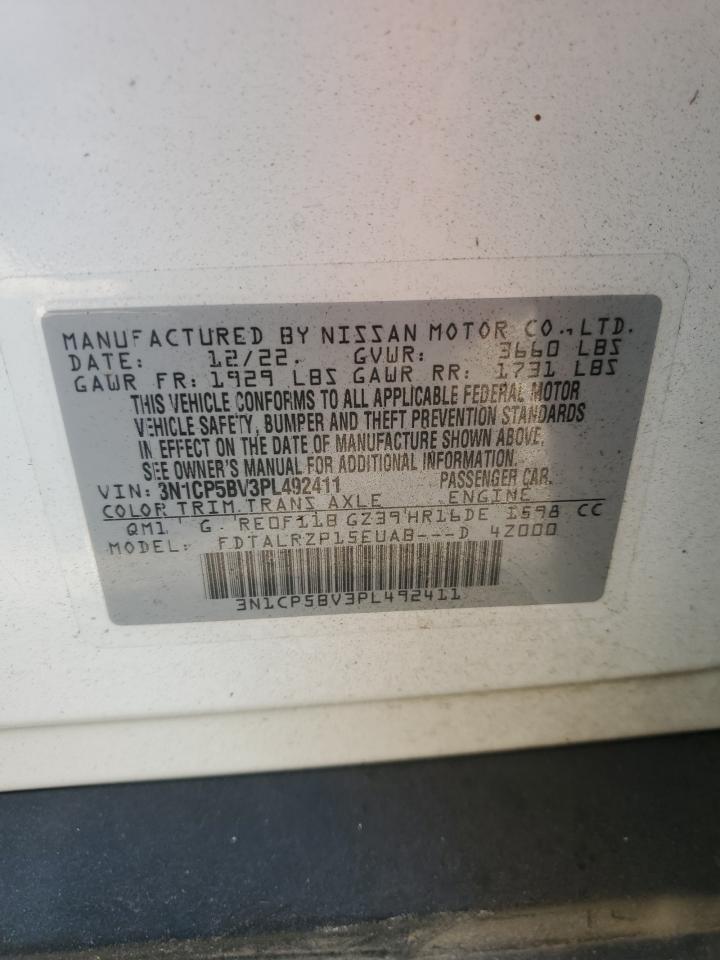 MANUFACTURED BY NISSAN MOTOR CO., LTD.
DATE: 12/22. GVWR: 3660 LBS
GAWR FR: 1929 LBS GAWR RR: 1731 LBS
THIS VEHICLE CONFORMS TO ALL APPLICABLE FEDERAL MOTOR
VEHICLE SAFETY, BUMPER AND THEFT PREVENTION STANDARDS
IN EFFECT ON THE DATE OF MANUFACTURE SHOWN ABOVE,
SEE OWNER'S MANUAL FOR ADDITIONAL INFORMATION
VIN: 3N1CP5BV3PL492411 PASSENGER CAR.
COLOR TRIM TRANS AXLE ENGINE
QM1 G RE0F11B GZ39 HR16DE 1598 CC
MODEL: FDTALRZP15EUAB---D 4Z000
3N1CP5BV3PL492411